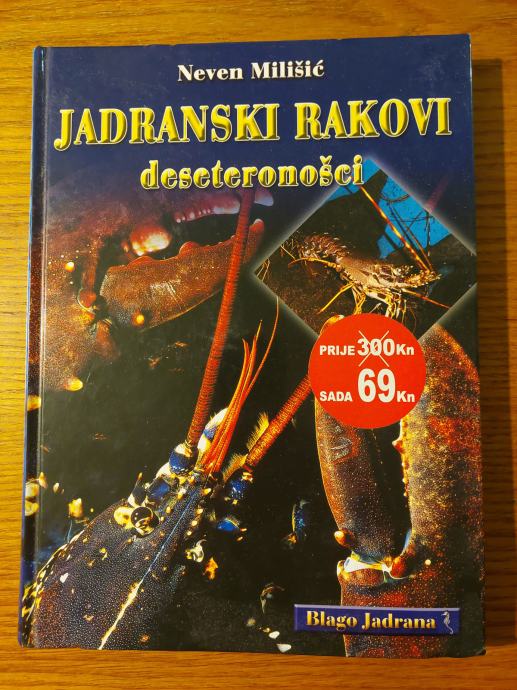 Neven Milišić
JADRANSKI RAKOVI
deseteronošci
PRIJE 300Kn
SADA 69Kn
Blago Jadrana